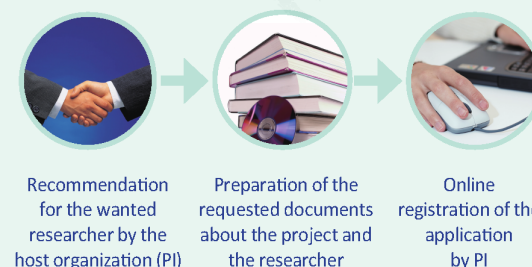 Recommendation
for the wanted
researcher by the
host organization (PI)
Preparation of the
requested documents
about the project and
the researcher
Online
registration of the
application
by PI